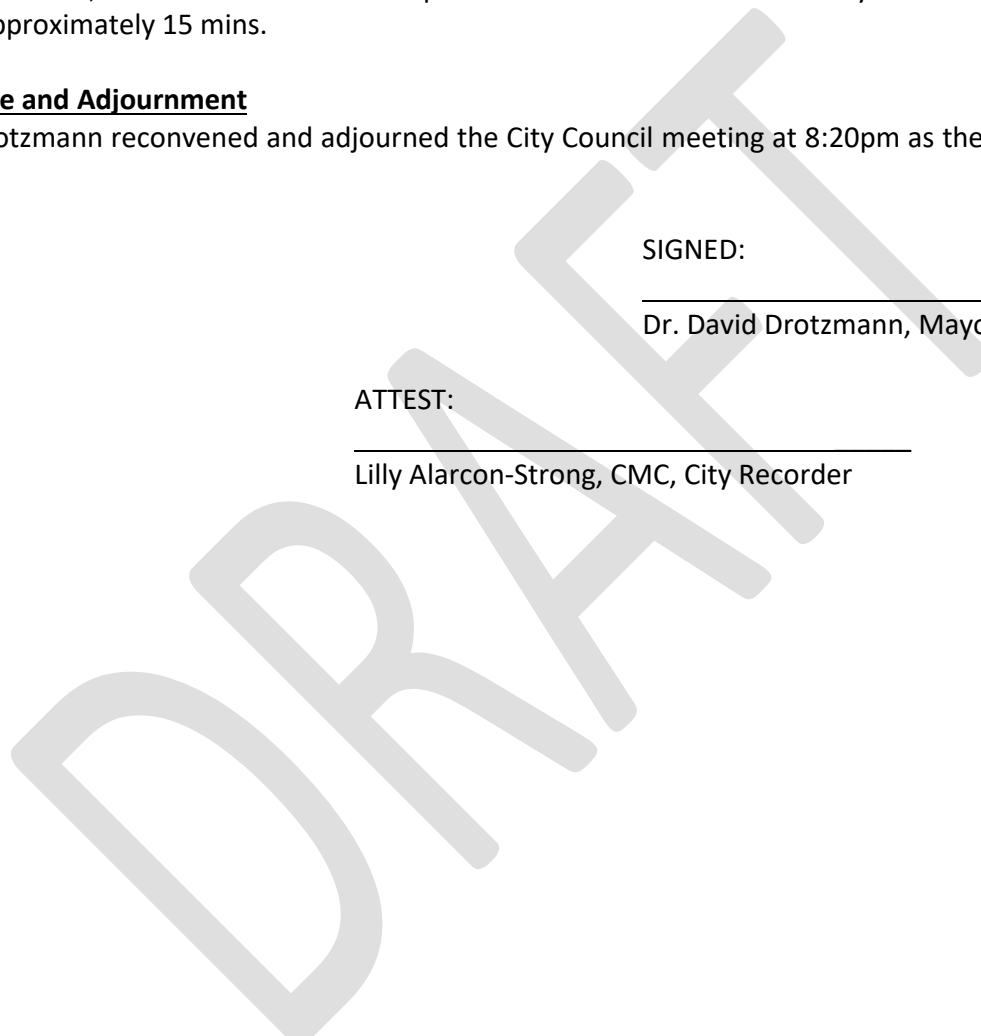 approximately 15 mins.
e and Adjournment
otzmann reconvened and adjourned the City Council meeting at 8:20pm as the
SIGNED:
Dr. David Drotzmann, Mayo
ATTEST:
Lilly Alarcon-Strong, CMC, City Recorder
DRAFT